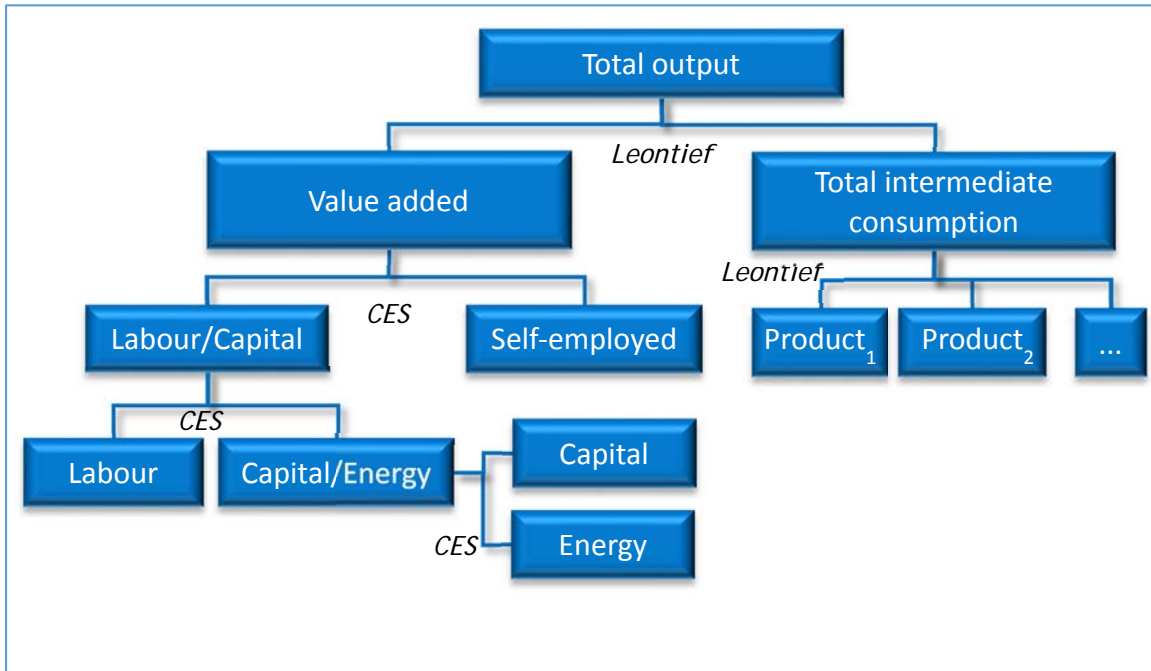 Total output
Leontief
Value added
Total intermediate
consumption
Leontief
CES
Labour/Capital
Self-employed
Product1
Product2
...
CES
Labour
Capital/Energy
Capital
CES
Energy